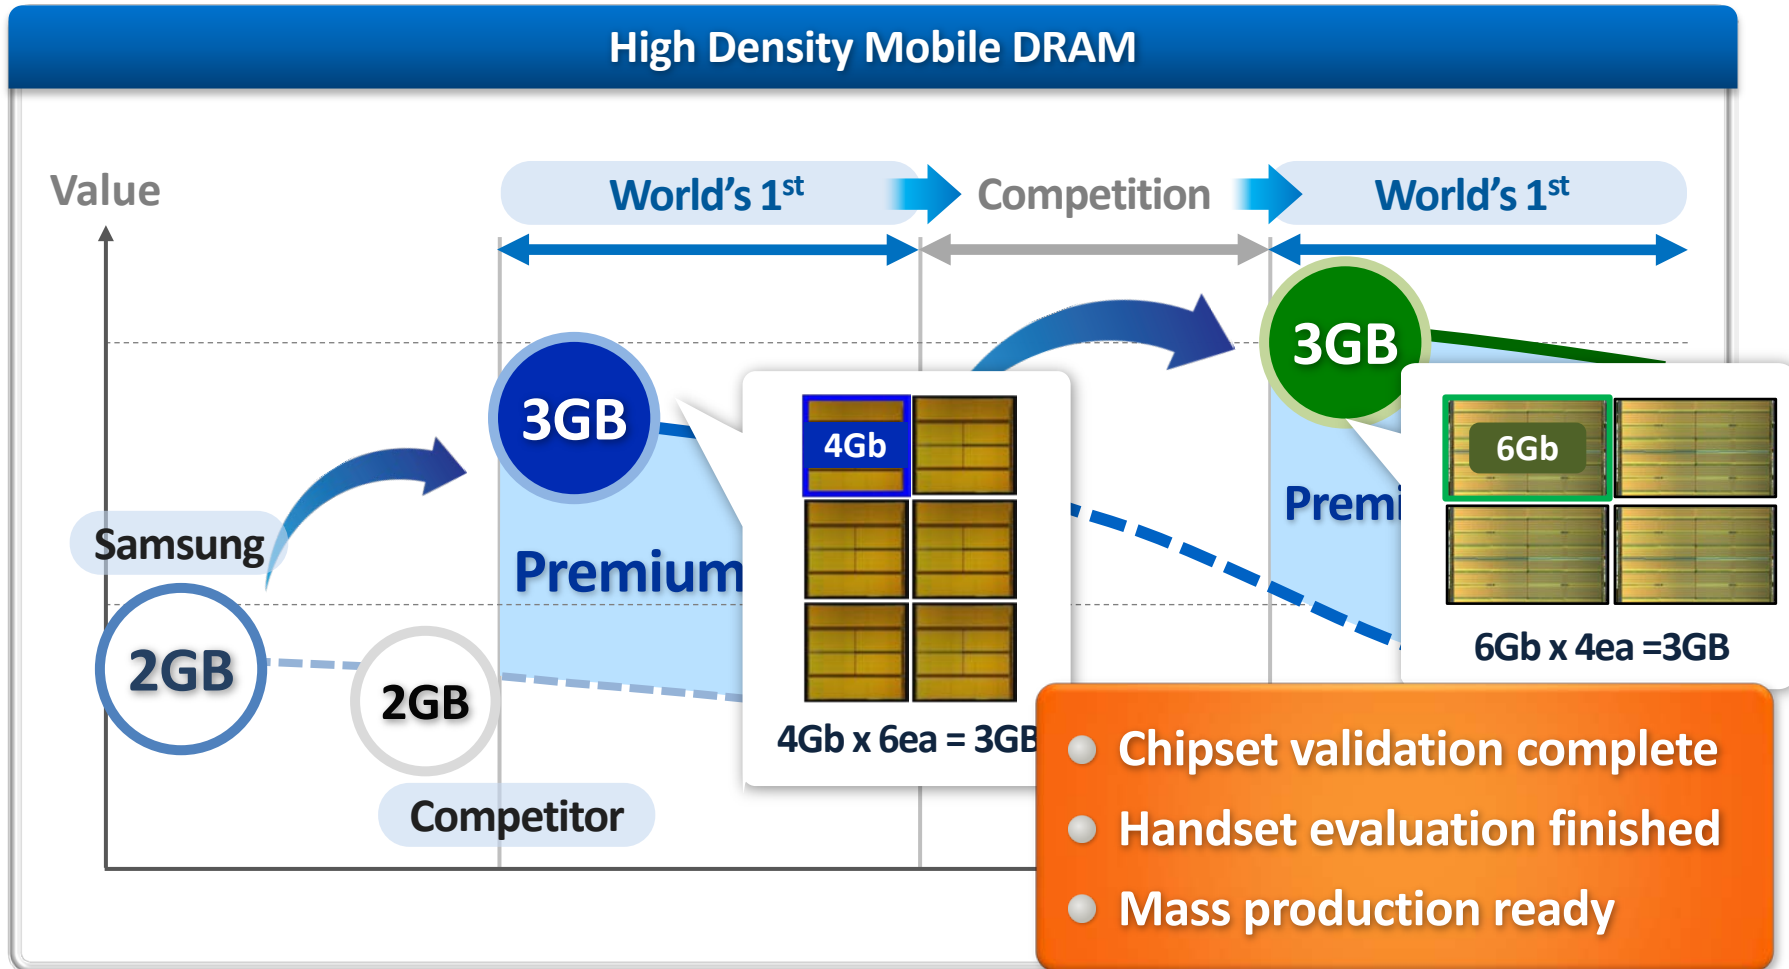 High Density Mobile DRAM
Value
World's 1st
Competition
World's 1st
3GB
3GB
4Gb
6Gb
Premium
Samsung
2GB
2GB
Competitor
4Gb x 6ea = 3GB
6Gb x 4ea =3GB
Chipset validation complete
Handset evaluation finished
Mass production ready